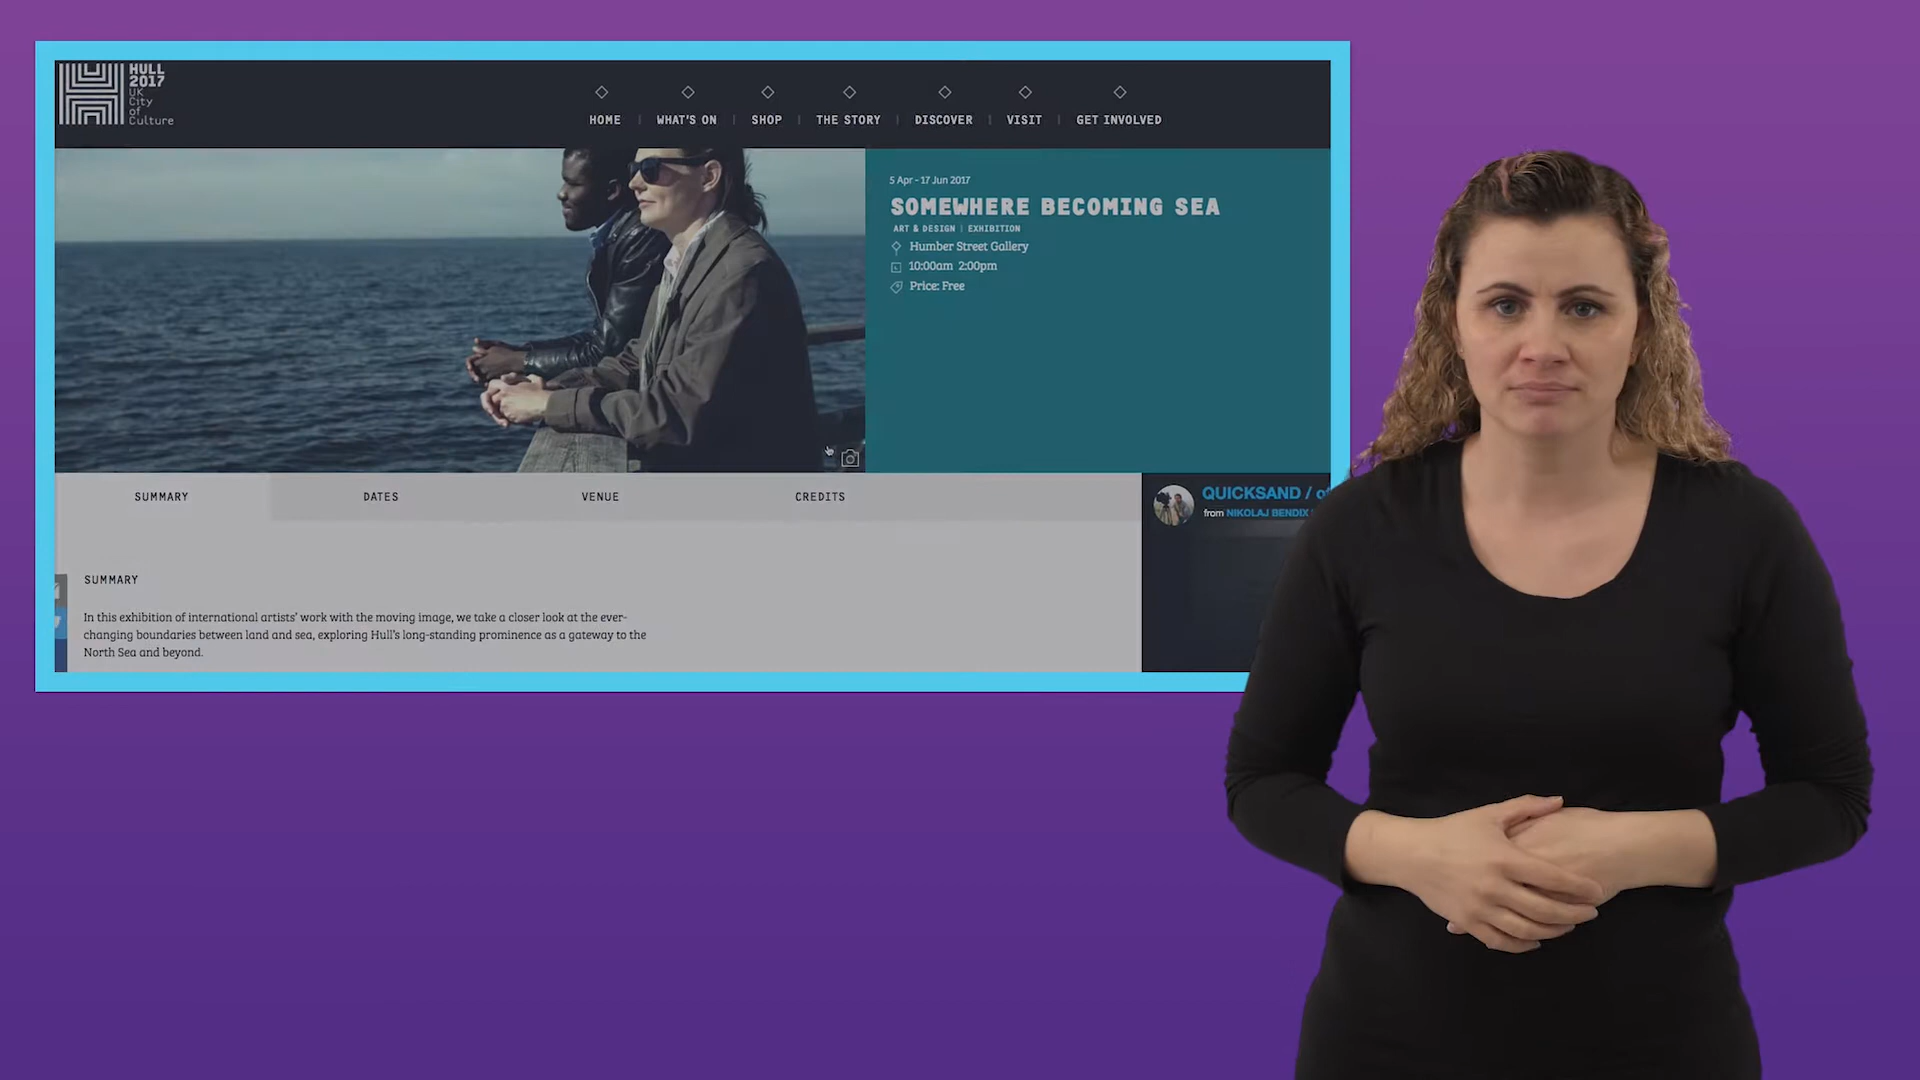 HULL
2017
UK
City
of
Culture
HOME
WHAT'S ON
SHOP
THE STORY
DISCOVER
VISIT
GET INVOLVED
5 Apr - 17 Jun 2017
SOMEWHERE BECOMING SEA
ART & DESIGN | EXHIBITION
Humber Street Gallery
10:00am 2:00pm
Price: Free
SUMMARY
DATES
VENUE
CREDITS
QUICKSAND /
from NIKOLAJ BENDIX
SUMMARY
In this exhibition of international artists' work with the moving image, we take a closer look at the ever-
changing boundaries between land and sea, exploring Hull's long-standing prominence as a gateway to the
North Sea and beyond.